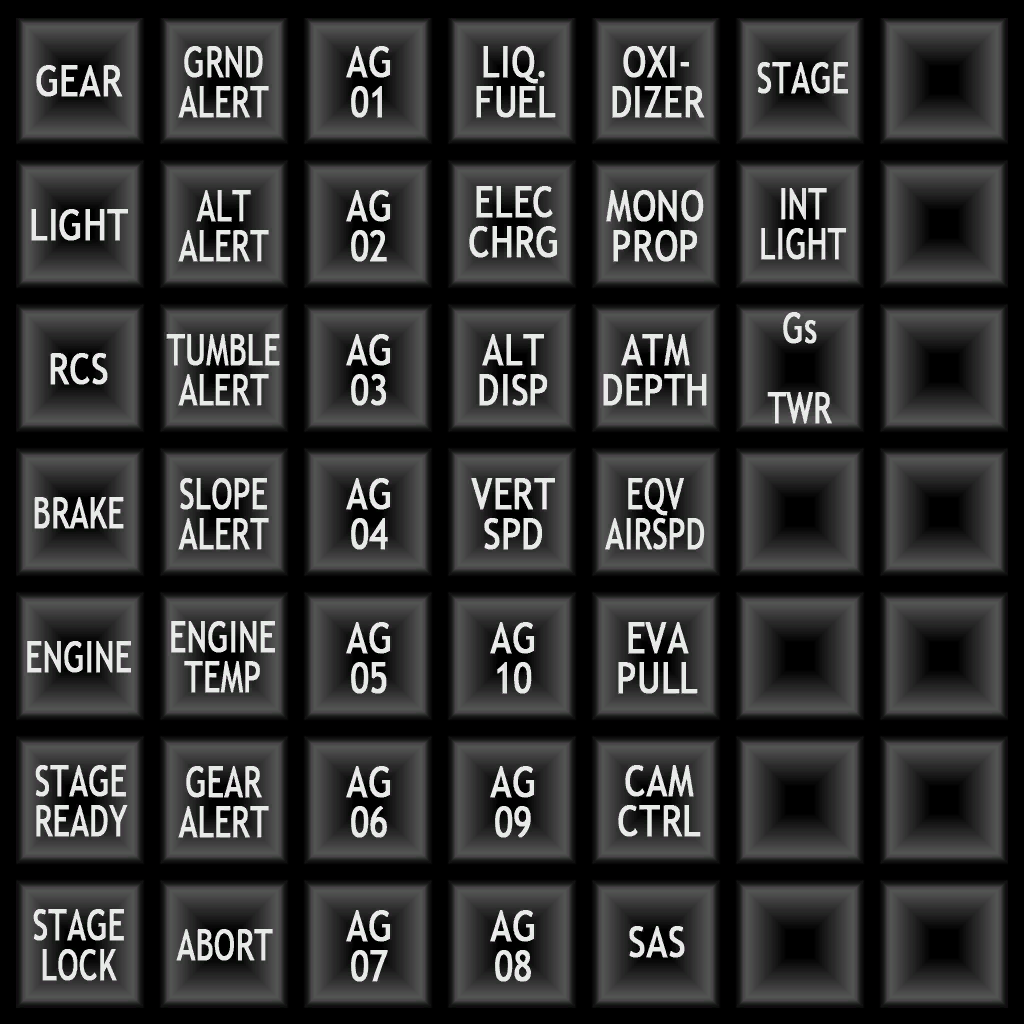 GEAR
GRND
ALERT
AG
01
LIQ.
FUEL
OXI-
DIZER
STAGE
LIGHT
ALT
ALERT
AG
02
ELEC
CHRG
MONO
PROP
INT
LIGHT
RCS
TUMBLE
ALERT
AG
03
ALT
DISP
ATM
DEPTH
Gs
TWR
BRAKE
SLOPE
ALERT
AG
04
VERT
SPD
EQV
AIRSPD
ENGINE
ENGINE
TEMP
AG
05
AG
10
EVA
PULL
STAGE
READY
GEAR
ALERT
AG
06
AG
09
CAM
CTRL
STAGE
LOCK
ABORT
AG
07
AG
08
SAS